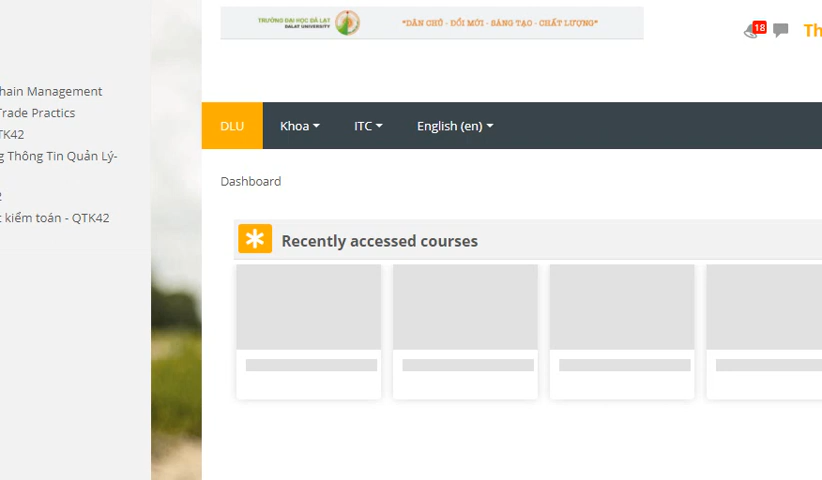 TRƯỜNG ĐẠI HỌC ĐÀ LẠT
DALAT UNIVERSITY
"DÂN CHỦ - ĐỔI MỚI - SÁNG TẠO - CHẤT LƯỢNG"
18
Th
hain Management
Trade Practics
TK42
g Thông Tin Quản Lý-
2
t kiểm toán - QTK42
DLU
Khoa
ITC
English (en)
Dashboard
Recently accessed courses